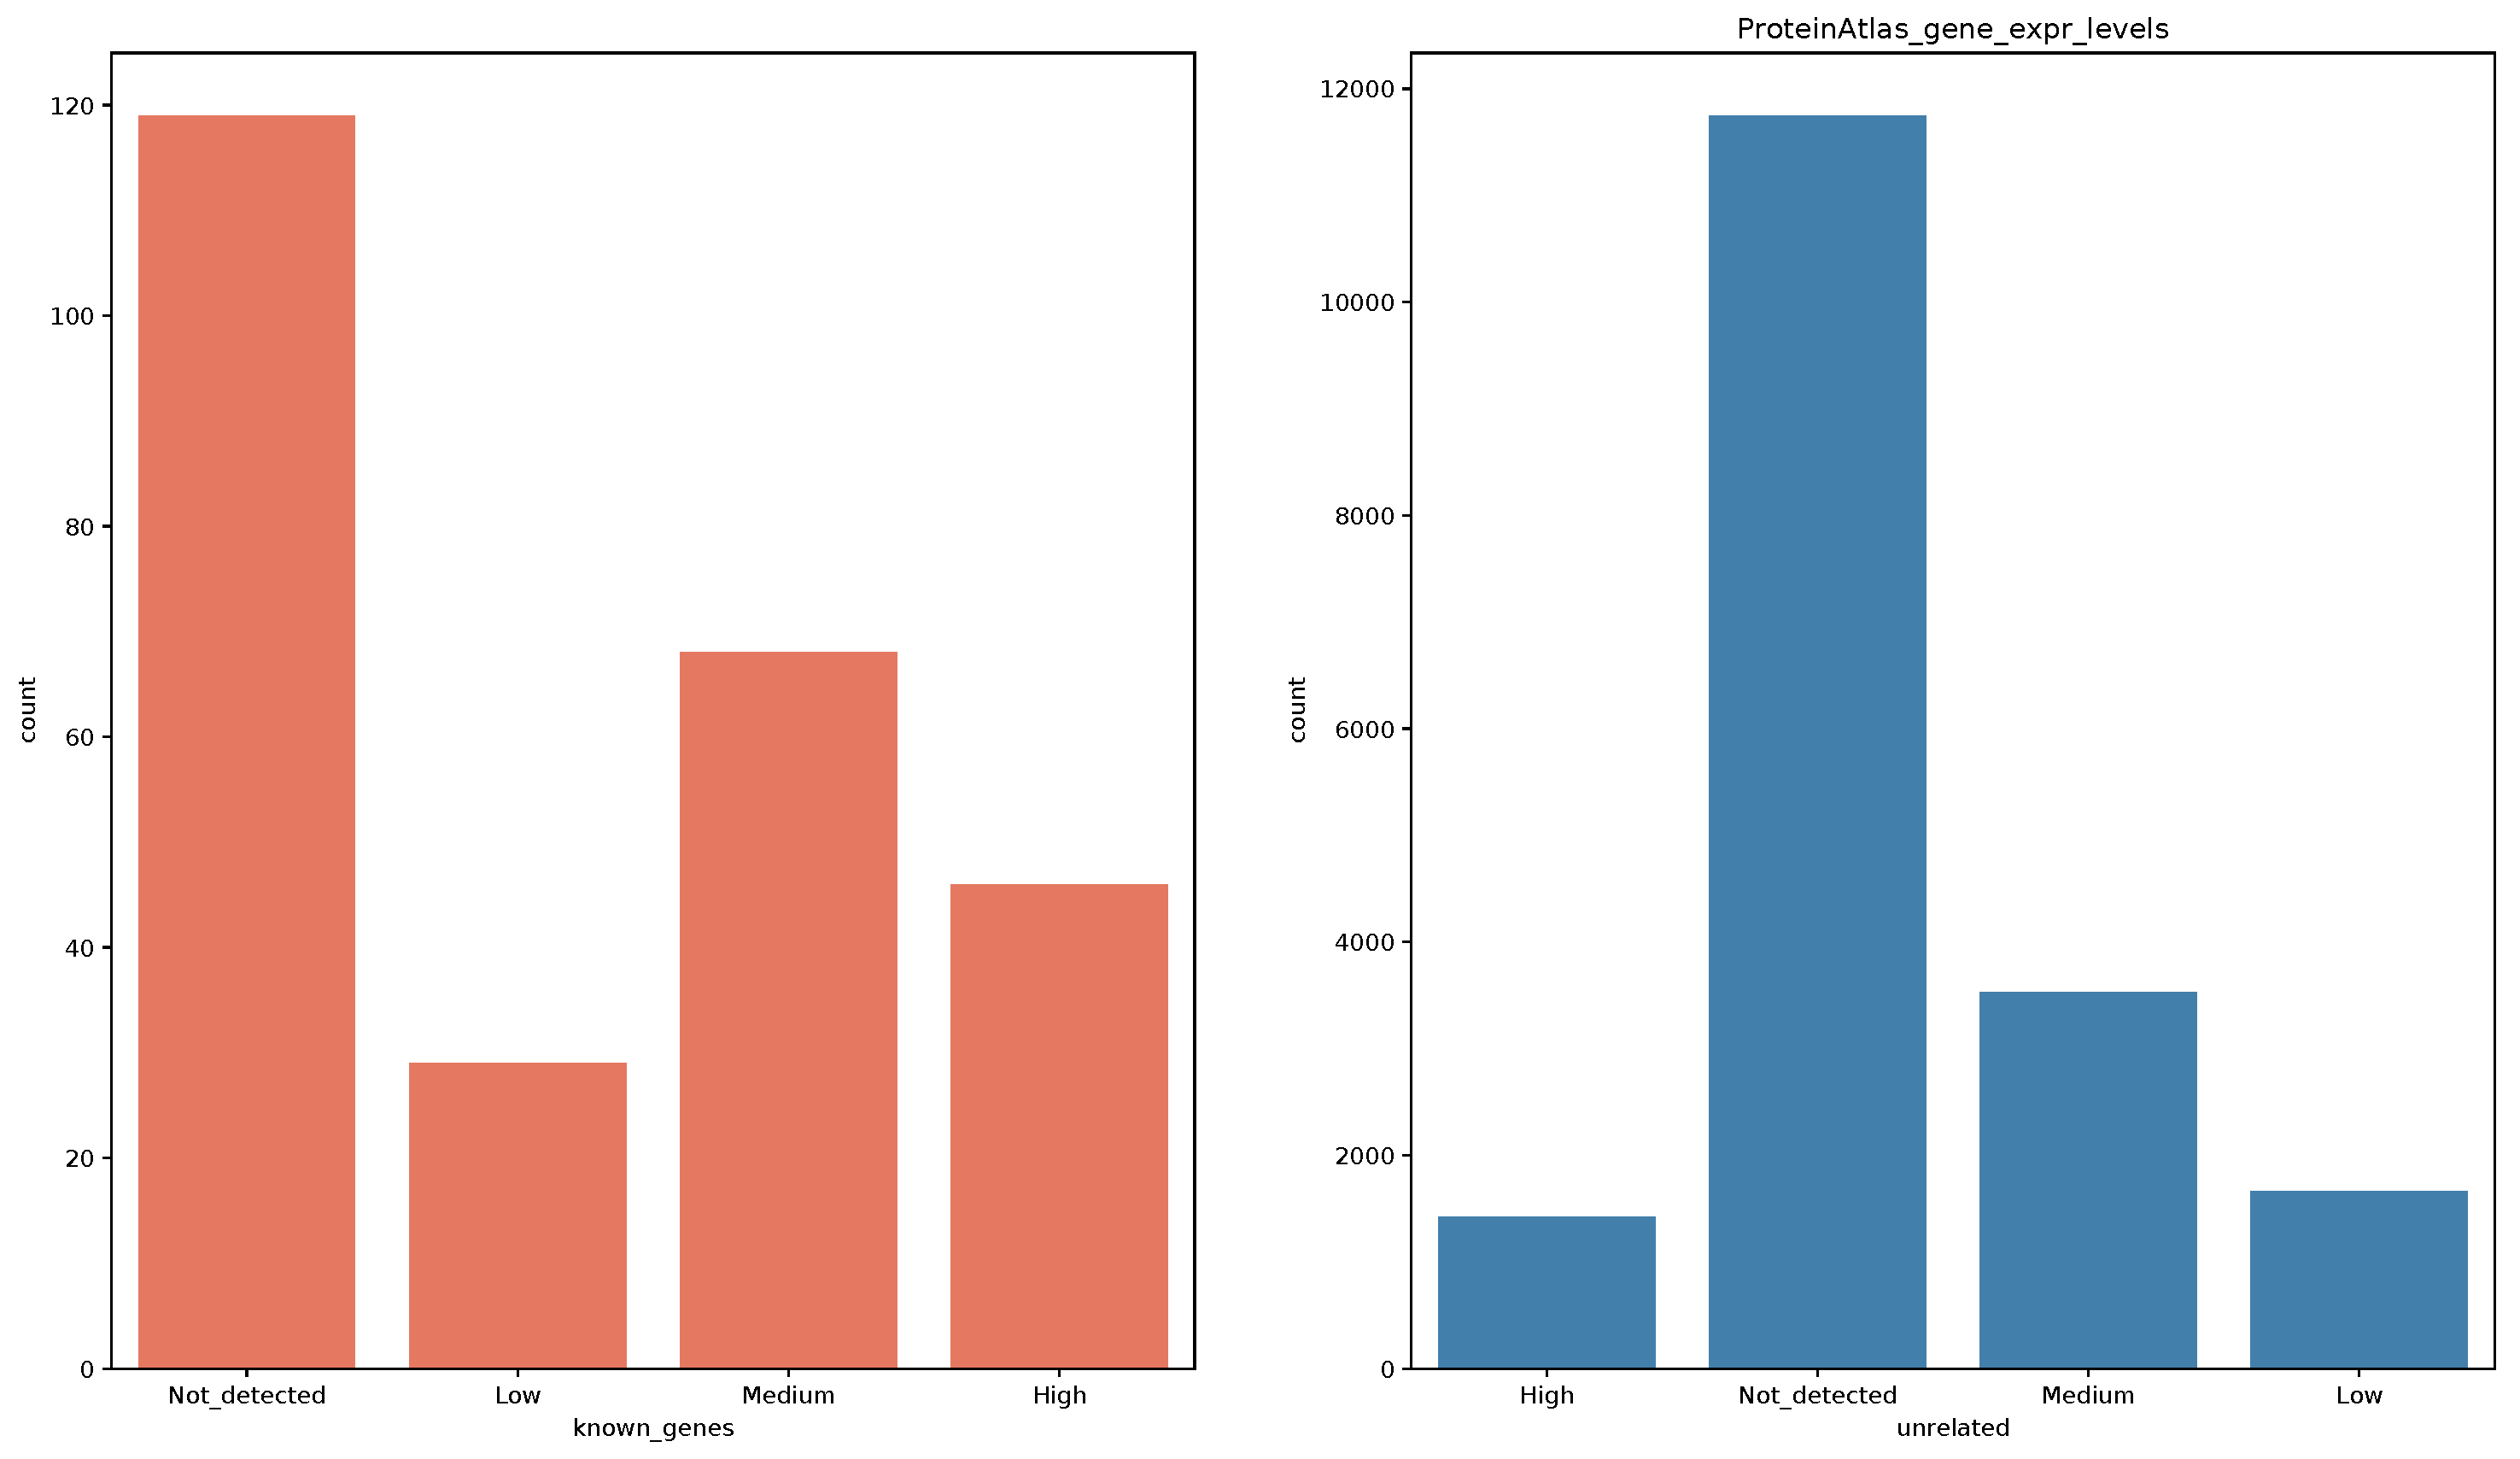 120
100
80
60
40
20
0
count
Not_detected Low Medium High
known_genes
ProteinAtlas_gene_expr_levels
12000
10000
8000
6000
4000
2000
0
count
High Not_detected Medium Low
unrelated